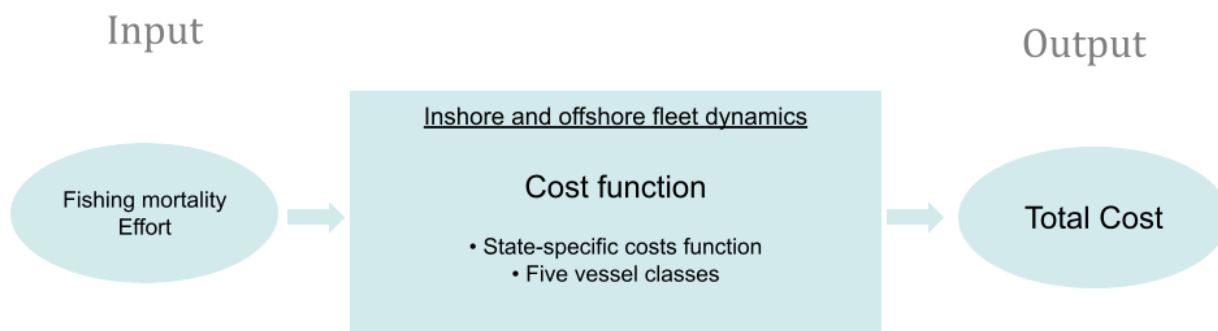 Input
Output
Inshore and offshore fleet dynamics
Fishing mortality
Effort
Cost function
• State-specific costs function
• Five vessel classes
Total Cost